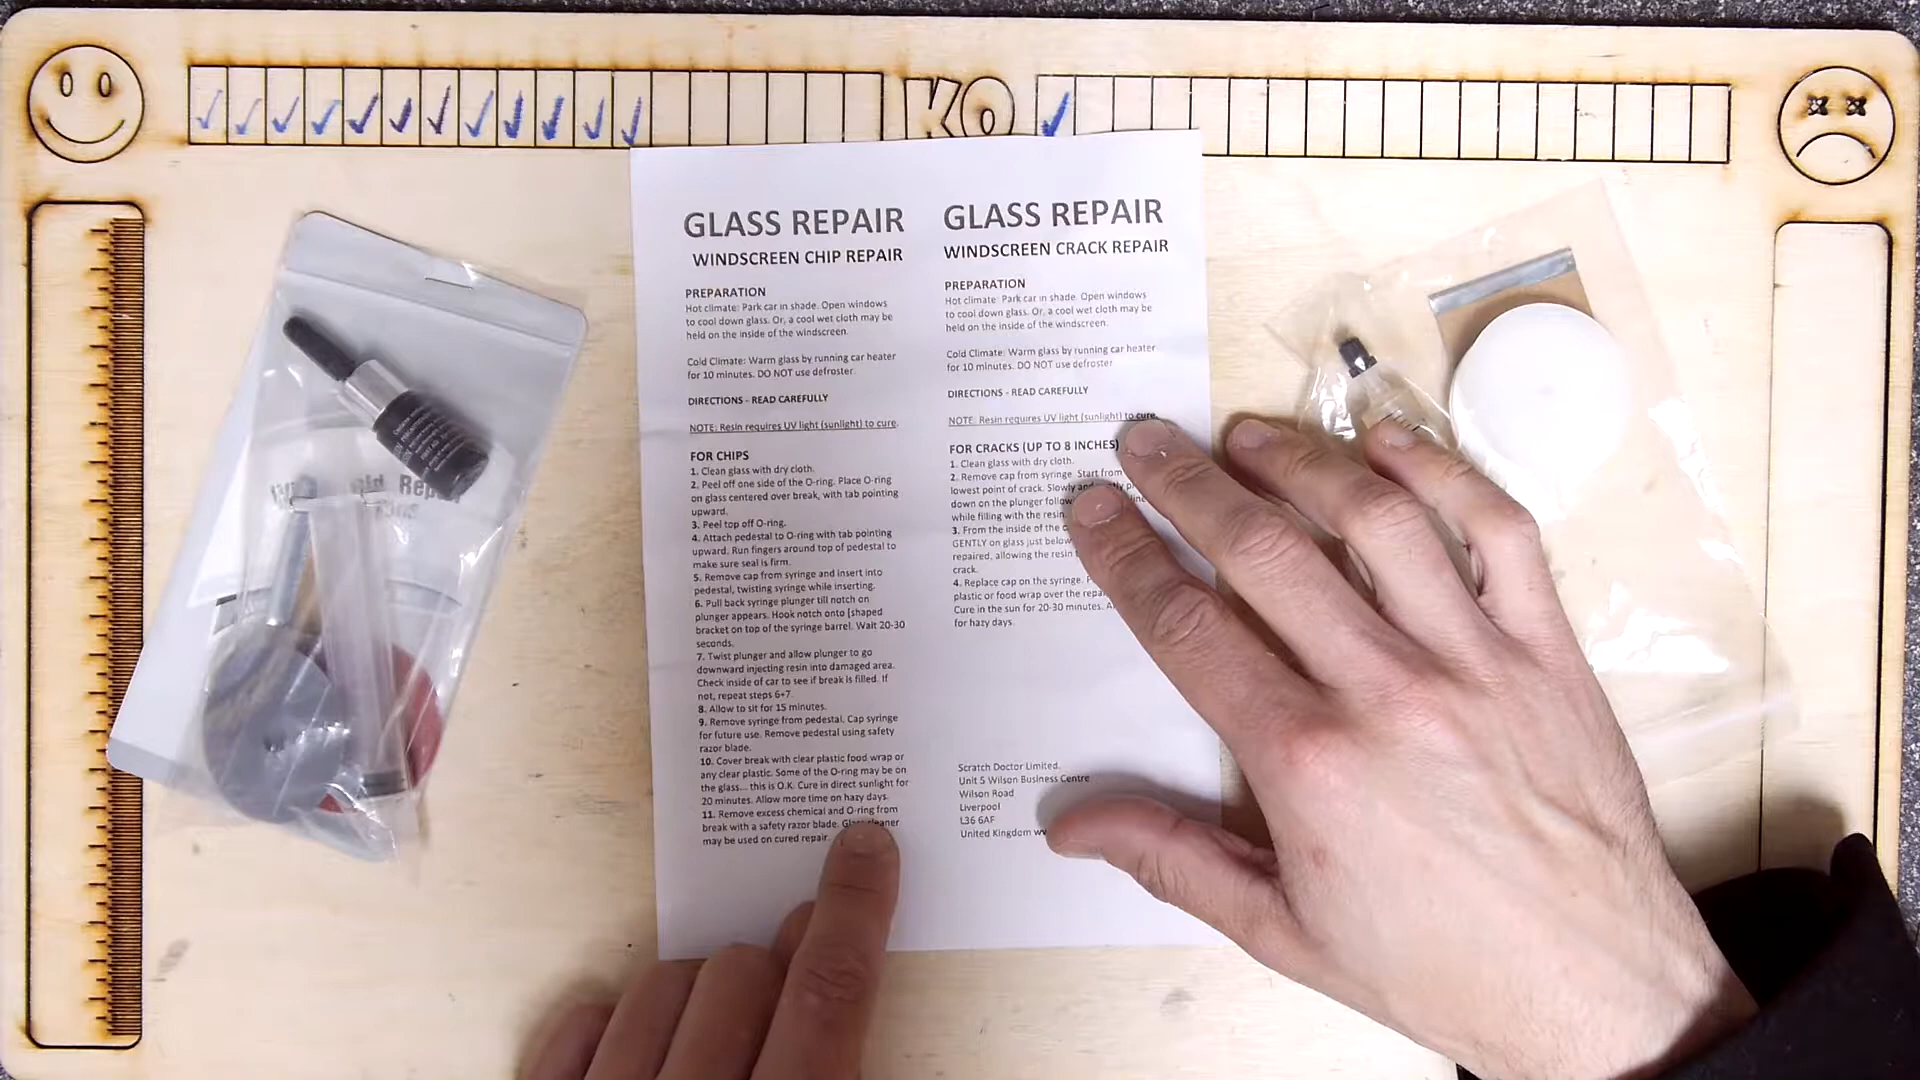 KO
GLASS REPAIR
WINDSCREEN CHIP REPAIR
PREPARATION
Hot climate: Park car in shade. Open windows
to cool down glass. Or, a cool wet cloth may be
held on the inside of the windscreen.
Cold Climate: Warm glass by running car heater
for 10 minutes. DO NOT use defroster.
DIRECTIONS - READ CAREFULLY
NOTE: Resin requires UV light (sunlight) to cure.
FOR CHIPS
1. Clean glass with dry cloth.
2. Peel off one side of the O-ring. Place O-ring
on glass centered over break, with tab pointing
upward.
3. Peel top off O-ring.
4. Attach pedestal to O-ring with tab pointing
upward. Run fingers around top of pedestal to
make sure seal is firm.
5. Remove cap from syringe and insert into
pedestal, twisting syringe while inserting.
6. Pull back syringe plunger till notch on
plunger appears. Hook notch onto [shaped
bracket on top of the syringe barrel. Wait 20-30
seconds.
7. Twist plunger and allow plunger to go
downward injecting resin into damaged area.
Check inside of car to see if break is filled. If
not, repeat steps 6+7.
8. Allow to sit for 15 minutes.
9. Remove syringe from pedestal. Cap syringe
for future use. Remove pedestal using safety
razor blade.
10. Cover break with clear plastic food wrap or
any clear plastic. Some of the O-ring may be on
the glass... this is O.K. Cure in direct sunlight for
20 minutes. Allow more time on hazy days.
11. Remove excess chemical and O-ring from
break with a safety razor blade. Glass cleaner
may be used on cured repair.
GLASS REPAIR
WINDSCREEN CRACK REPAIR
PREPARATION
Hot climate: Park car in shade. Open windows
to cool down glass. Or, a cool wet cloth may be
held on the inside of the windscreen.
Cold Climate: Warm glass by running car heater
for 10 minutes. DO NOT use defroster
DIRECTIONS - READ CAREFULLY
NOTE: Resin requires UV light (sunlight) to cure.
FOR CRACKS (UP TO 8 INCHES)
1. Clean glass with dry cloth.
2. Remove cap from syringe. Start from
lowest point of crack. Slowly and
down on the plunger line
while filling with the resin
3. From the inside of the
GENTLY on glass just below
repaired, allowing the resin
crack.
4. Replace cap on the syringe.
plastic or food wrap over the
Cure in the sun for 20-30 minutes.
for hazy days.
Scratch Doctor Limited.
Unit 5 Wilson Business Centre
Wilson Road
Liverpool
L36 6AF
United Kingdom